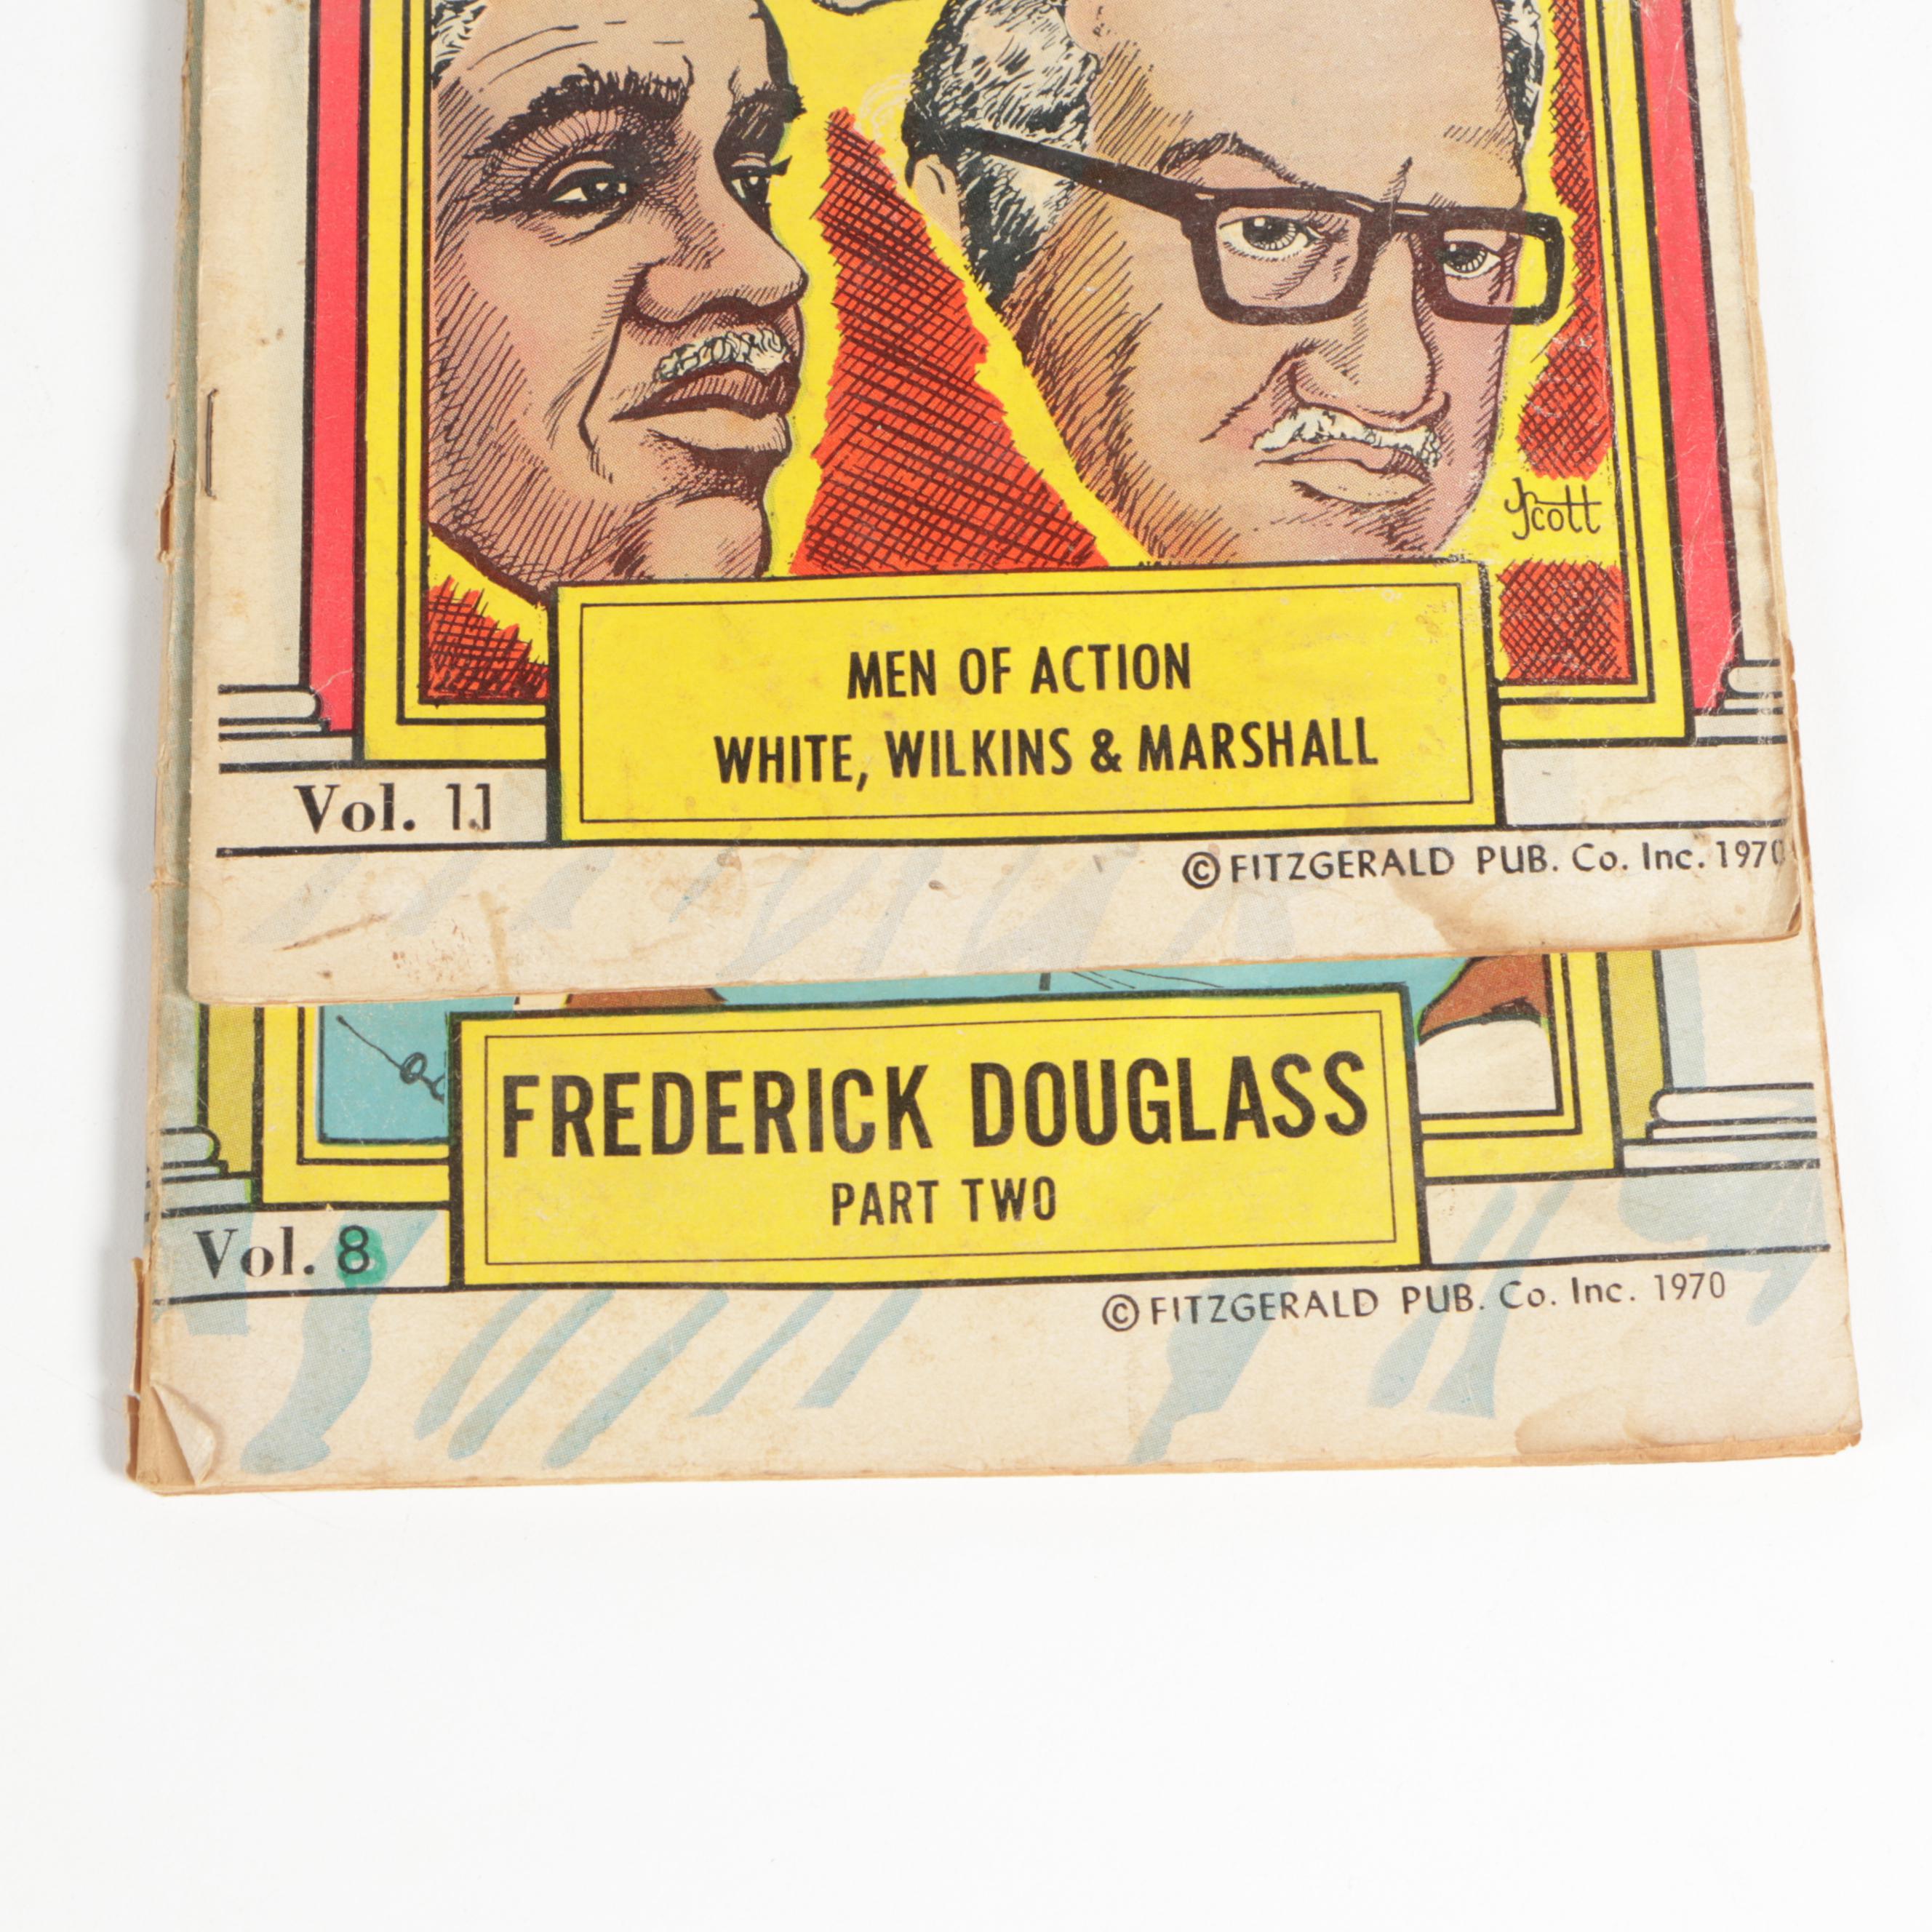 JScott
MEN OF ACTION
WHITE, WILKINS & MARSHALL
Vol. 11
© FITZGERALD PUB. Co. Inc. 1970
FREDERICK DOUGLASS
PART TWO
Vol. 8
© FITZGERALD PUB. Co. Inc. 1970